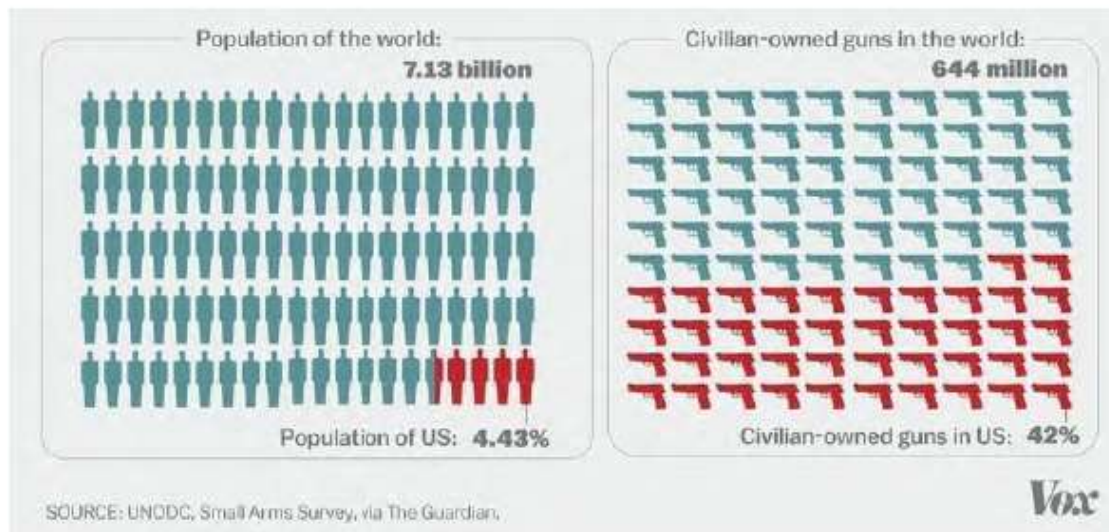 Population of the world:
7.13 billion
Population of US: 4.43%
Civilian-owned guns in the world:
644 million
Civilian-owned guns in US: 42%
SOURCE: UNODC, Small Arms Survey, via The Guardian.
Vox